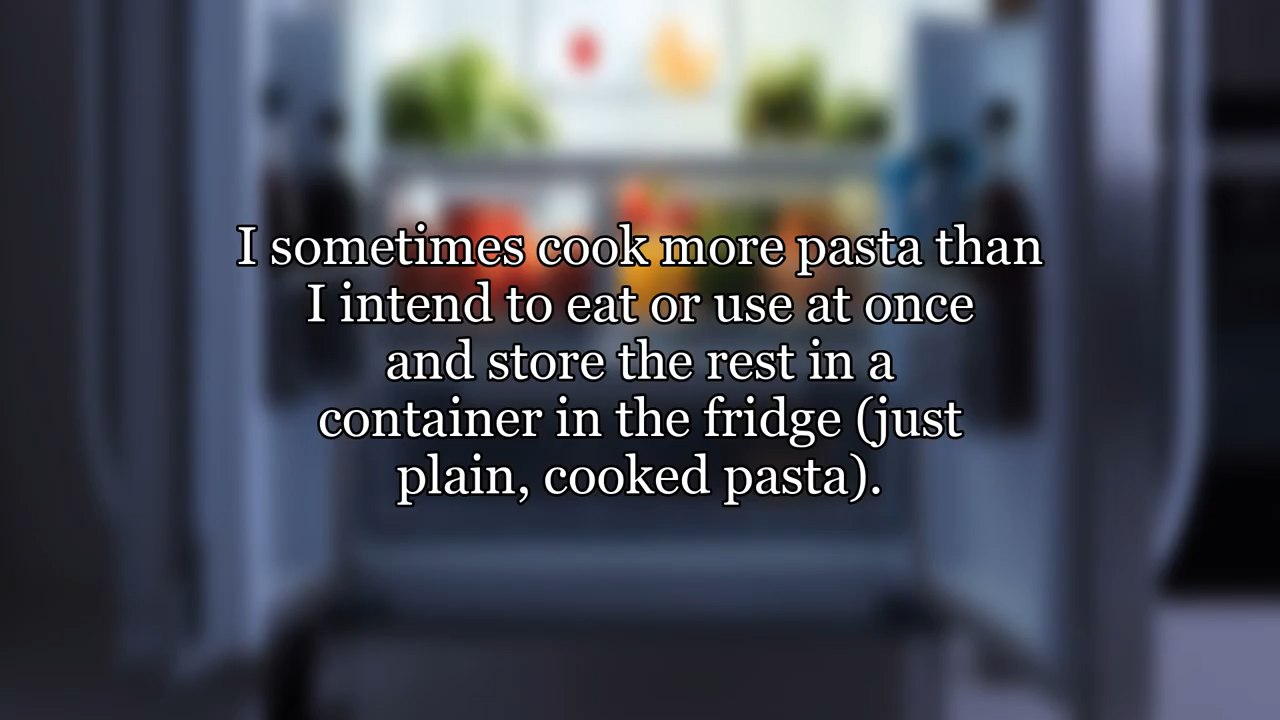 I sometimes cook more pasta than
I intend to eat or use at once
and store the rest in a
container in the fridge (just
plain, cooked pasta).